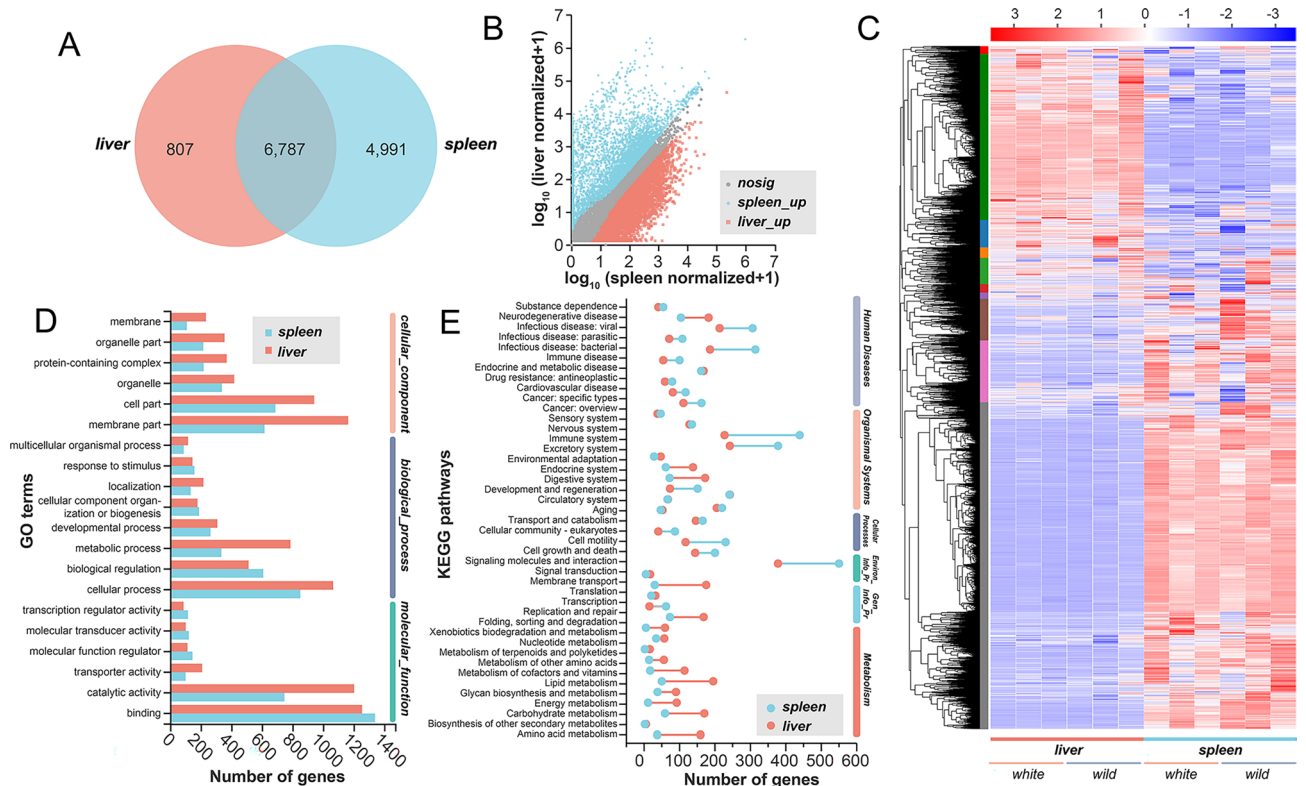 A
liver
807
6,787
4,991
spleen
B
log10 (liver normalized+1)
7
6
5
4
3
2
1
0
nosig
spleen_up
liver_up
0 1 2 3 4 5 6 7
log10 (spleen normalized+1)
C
3 2 1 0 -1 -2 -3
liver
spleen
white
wild
white
wild
D
GO terms
spleen
liver
membrane
organelle part
protein-containing complex
organelle
cell part
membrane part
cellular_component
multicellular organismal process
response to stimulus
localization
cellular component organ-
ization or biogenesis
developmental process
metabolic process
biological regulation
cellular process
biological_process
transcription regulator activity
molecular transducer activity
molecular function regulator
transporter activity
catalytic activity
binding
molecular_function
0 200 400 600 800 1000 1200 1400
Number of genes
E
KEGG pathways
Substance dependence
Neurodegenerative disease
Infectious disease: viral
Infectious disease: parasitic
Infectious disease: bacterial
Immune disease
Endocrine and metabolic disease
Drug resistance: antineoplastic
Cardiovascular disease
Cancer: specific types
Cancer: overview
Human Diseases
Sensory system
Nervous system
Immune system
Excretory system
Environmental adaptation
Endocrine system
Digestive system
Development and regeneration
Circulatory system
Aging
Organismal Systems
Transport and catabolism
Cellular community - eukaryotes
Cell motility
Cell growth and death
Cellular
Processes
Signaling molecules and interaction
Signal transduction
Membrane transport
Environ_
Info_Pr
Translation
Transcription
Replication and repair
Folding, sorting and degradation
Gen
Info_Pr
Xenobiotics biodegradation and metabolism
Nucleotide metabolism
Metabolism of terpenoids and polyketides
Metabolism of other amino acids
Metabolism of cofactors and vitamins
Lipid metabolism
Glycan biosynthesis and metabolism
Energy metabolism
Carbohydrate metabolism
Biosynthesis of other secondary metabolites
Amino acid metabolism
Metabolism
spleen
liver
0 100 200 300 400 500 600
Number of genes